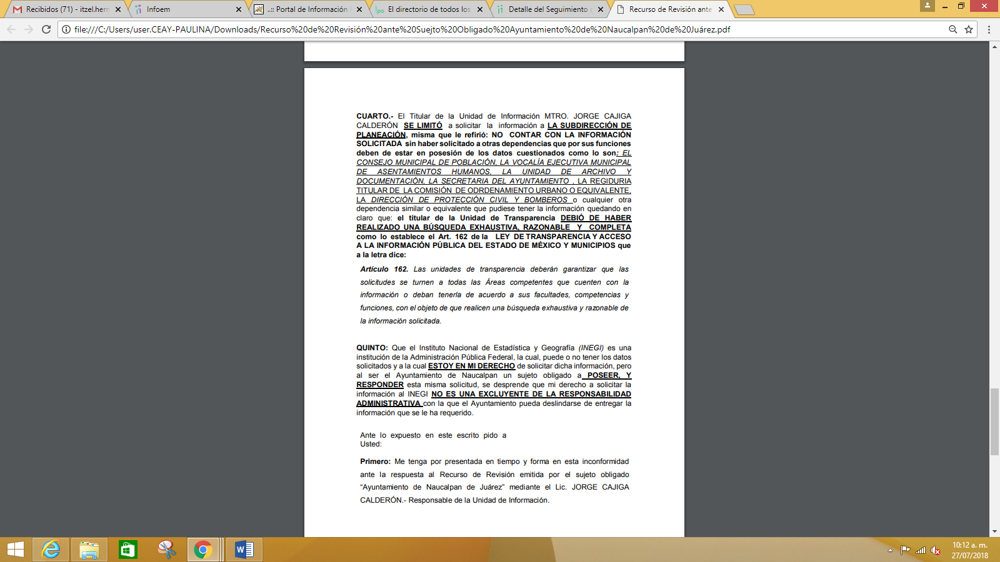 Recibidos (71) - itzel.hern
Infoem
..:: Portal de Información
El directorio de todos los
Detalle del Seguimiento
Recurso de Revisión ante
file:///C:/Users/user.CEAY-PAULINA/Downloads/Recurso%20de%20Revisión%20ante%20Suejto%20Obligado%20Ayuntamiento%20de%20Naucalpan%20de%20Juárez.pdf
CUARTO.- El Titular de la Unidad de Información MTRO. JORGE CAJIGA
CALDERÓN SE LIMITÓ a solicitar la información a LA SUBDIRECCIÓN DE
PLANEACIÓN, misma que le refirió: NO CONTAR CON LA INFORMACIÓN
SOLICITADA sin haber solicitado a otras dependencias que por sus funciones
deben de estar en posesión de los datos cuestionados como lo son: EL
CONSEJO MUNICIPAL DE POBLACIÓN, LA VOCALÍA EJECUTIVA MUNICIPAL
DE ASENTAMIENTOS HUMANOS, LA UNIDAD DE ARCHIVO Y
DOCUMENTACIÓN, LA SECRETARIA DEL AYUNTAMIENTO , LA REGIDURIA
TITULAR DE LA COMISIÓN DE ODRDENAMIENTO URBANO O EQUIVALENTE,
LA DIRECCIÓN DE PROTECCIÓN CIVIL Y BOMBEROS o cualquier otra
dependencia similar o equivalente que pudiese tener la información quedando en
claro que: el titular de la Unidad de Transparencia DEBIÓ DE HABER
REALIZADO UNA BÚSQUEDA EXHAUSTIVA, RAZONABLE Y COMPLETA
como lo establece el Art. 162 de la LEY DE TRANSPARENCIA Y ACCESO
A LA INFORMACIÓN PÚBLICA DEL ESTADO DE MÉXICO Y MUNICIPIOS que
a la letra dice:
Artículo 162. Las unidades de transparencia deberán garantizar que las
solicitudes se turnen a todas las Áreas competentes que cuenten con la
información o deban tenerla de acuerdo a sus facultades, competencias y
funciones, con el objeto de que realicen una búsqueda exhaustiva y razonable de
la información solicitada.
QUINTO: Que el Instituto Nacional de Estadística y Geografía (INEGI) es una
institución de la Administración Pública Federal, la cual, puede o no tener los datos
solicitados y a la cual ESTOY EN MI DERECHO de solicitar dicha información, pero
al ser el Ayuntamiento de Naucalpan un sujeto obligado a POSEER, Y
RESPONDER esta misma solicitud, se desprende que mi derecho a solicitar la
información al INEGI NO ES UNA EXCLUYENTE DE LA RESPONSABILIDAD
ADMINISTRATIVA con la que el Ayuntamiento pueda deslindarse de entregar la
información que se le ha requerido.
Ante lo expuesto en este escrito pido a
Usted:
Primero: Me tenga por presentada en tiempo y forma en esta inconformidad
ante la respuesta al Recurso de Revisión emitida por el sujeto obligado
“Ayuntamiento de Naucalpan de Juárez” mediante el Lic. JORGE CAJIGA
CALDERÓN.- Responsable de la Unidad de Información.
10:12 a. m.
27/07/2018